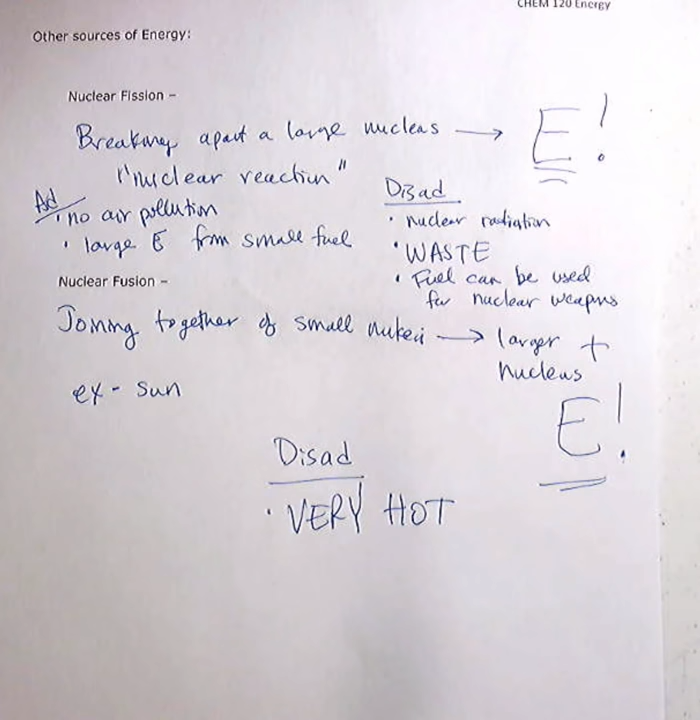 CHEM 120 Energy
Other sources of Energy:
Nuclear Fission –
Breaking apart a large nucleus → E!
"nuclear reaction"
Ad
· no air pollution
· large E from small fuel
Disad
· nuclear radiation
· WASTE
· Fuel can be used
for nuclear weapons
Nuclear Fusion –
Joining together of small nuclei → larger +
nucleus
E!
ex - sun
Disad
· VERY HOT